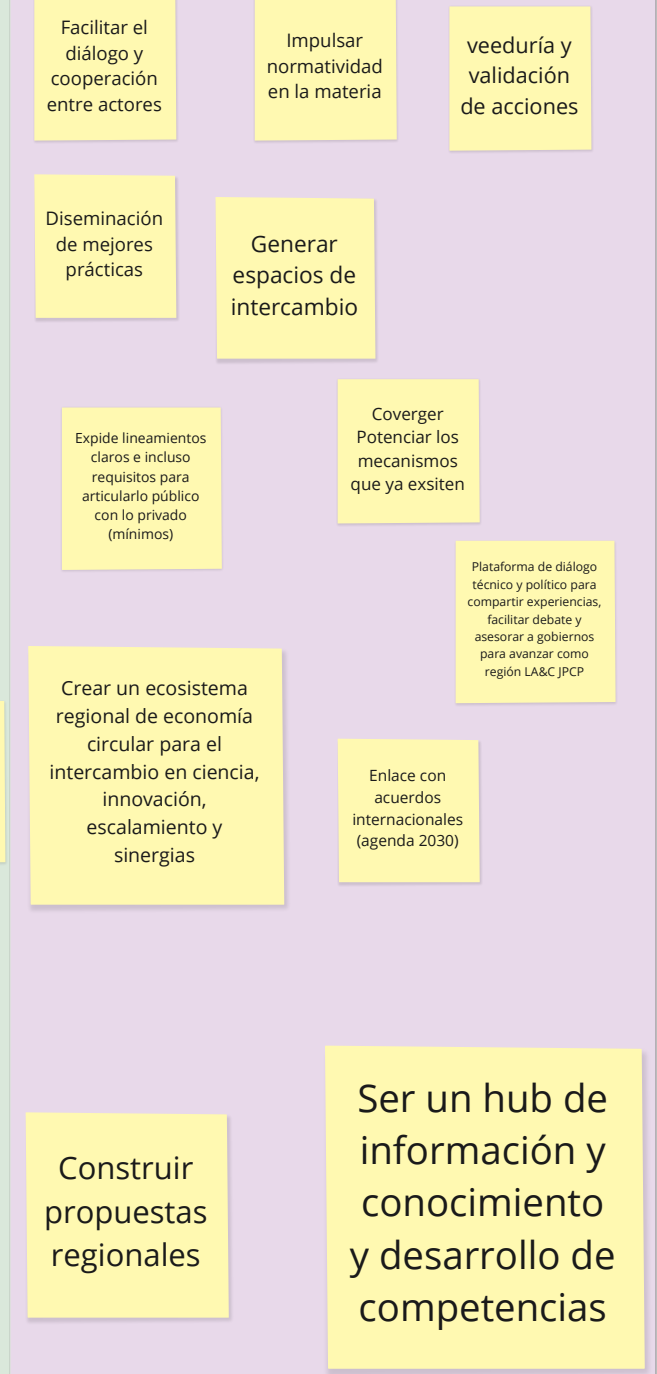 Facilitar el
diálogo y
cooperación
entre actores
Impulsar
normatividad
en la materia
veeduría y
validación
de acciones
Diseminación
de mejores
prácticas
Generar
espacios de
intercambio
Expide lineamientos
claros e incluso
requisitos para
articularlo público
con lo privado
(mínimos)
Coverger
Potenciar los
mecanismos
que ya exsiten
Plataforma de diálogo
técnico y político para
compartir experiencias,
facilitar debate y
asesorar a gobiernos
para avanzar como
región LA&C JPCP
Crear un ecosistema
regional de economía
circular para el
intercambio en ciencia,
innovación,
escalamiento y
sinergias
Enlace con
acuerdos
internacionales
(agenda 2030)
Construir
propuestas
regionales
Ser un hub de
información y
conocimiento
y desarrollo de
competencias